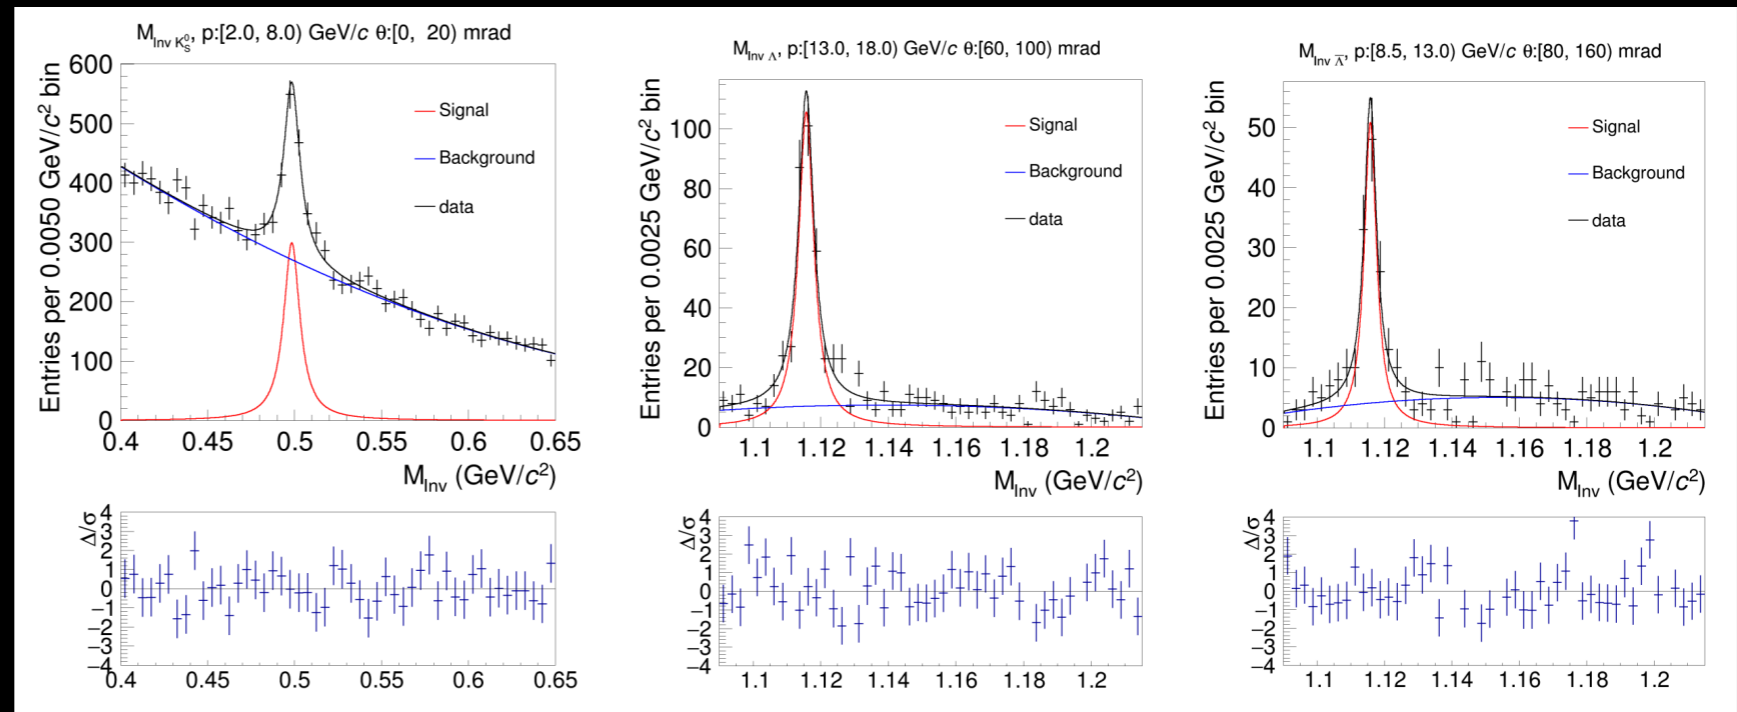 M_Inv K⁰_S, p:[2.0, 8.0) GeV/c θ:[0, 20) mrad
Entries per 0.0050 GeV/c² bin
600
500
400
300
200
100
0
Signal
Background
data
0.4 0.45 0.5 0.55 0.6 0.65
M_Inv (GeV/c²)
Δ/σ
4
3
2
1
0
−1
−2
−3
−4
0.4 0.45 0.5 0.55 0.6 0.65
M_Inv Λ, p:[13.0, 18.0) GeV/c θ:[60, 100) mrad
Entries per 0.0025 GeV/c² bin
100
80
60
40
20
0
Signal
Background
data
1.1 1.12 1.14 1.16 1.18 1.2
M_Inv (GeV/c²)
Δ/σ
4
3
2
1
0
−1
−2
−3
−4
1.1 1.12 1.14 1.16 1.18 1.2
M_Inv Λ̅, p:[8.5, 13.0) GeV/c θ:[80, 160) mrad
Entries per 0.0025 GeV/c² bin
50
40
30
20
10
0
Signal
Background
data
1.1 1.12 1.14 1.16 1.18 1.2
M_Inv (GeV/c²)
Δ/σ
4
3
2
1
0
−1
−2
−3
−4
1.1 1.12 1.14 1.16 1.18 1.2